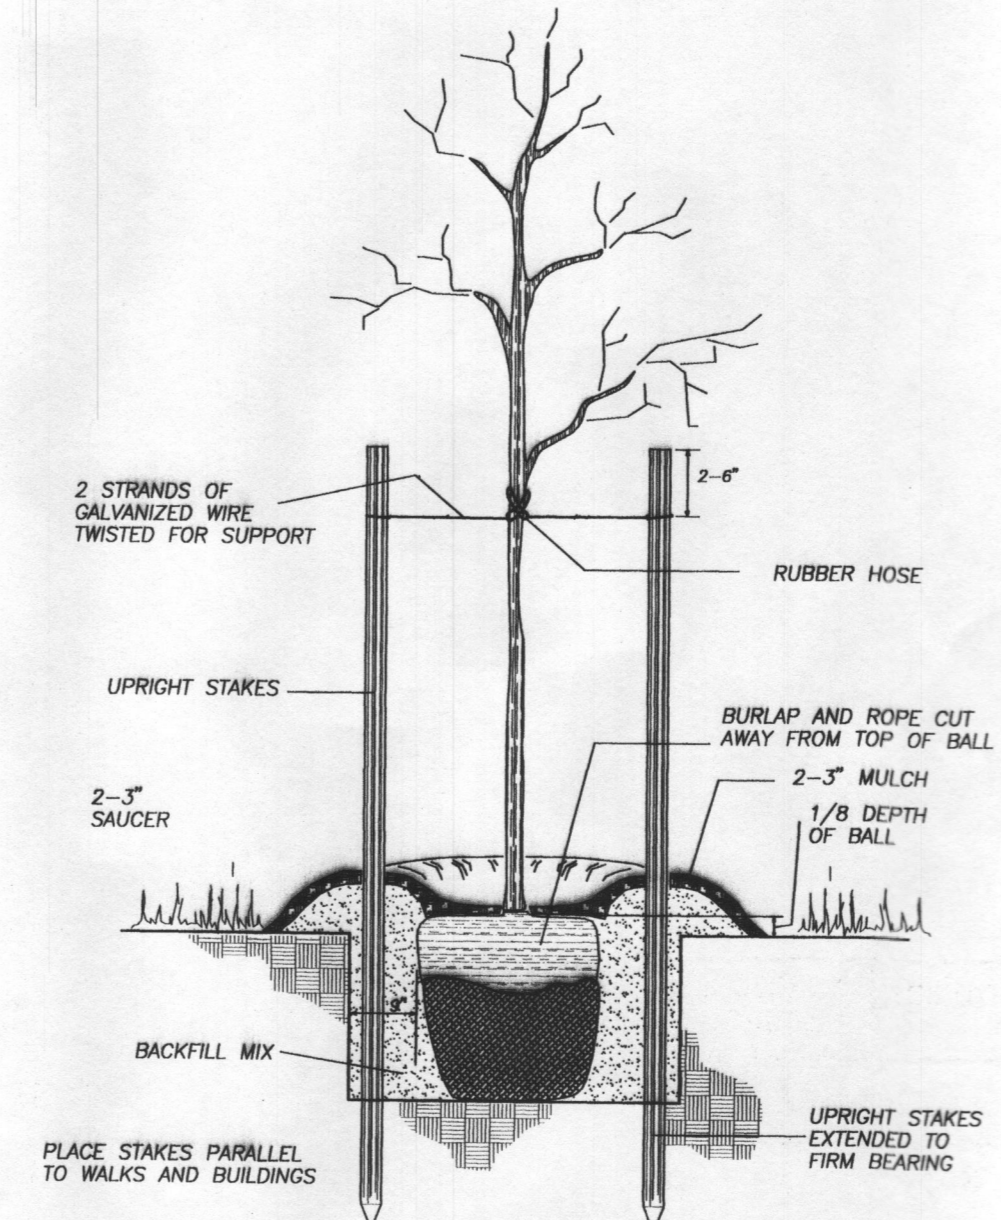 2 STRANDS OF
GALVANIZED WIRE
TWISTED FOR SUPPORT
2-6"
RUBBER HOSE
UPRIGHT STAKES
BURLAP AND ROPE CUT
AWAY FROM TOP OF BALL
2-3" MULCH
2-3"
SAUCER
1/8 DEPTH
OF BALL
9"
BACKFILL MIX
UPRIGHT STAKES
EXTENDED TO
FIRM BEARING
PLACE STAKES PARALLEL
TO WALKS AND BUILDINGS